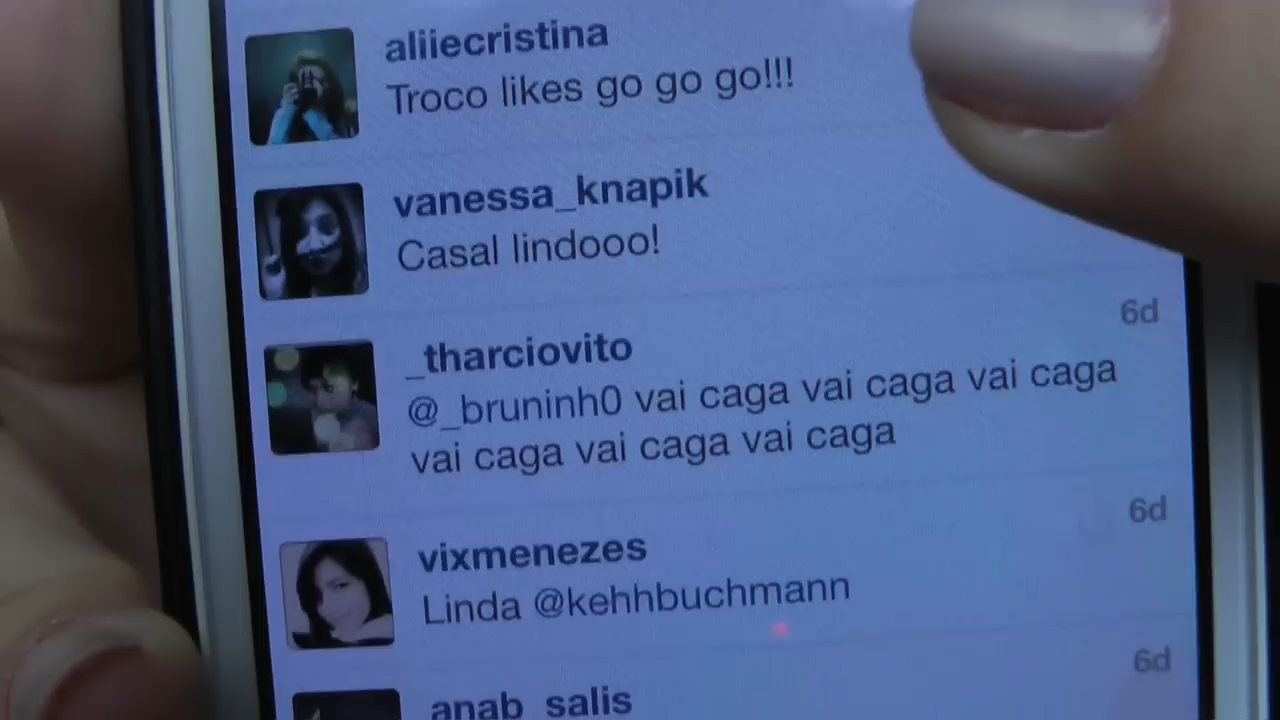 aliiecristina
Troco likes go go go!!!
vanessa_knapik
Casal lindooo!
6d
_tharciovito
@_bruninh0 vai caga vai caga vai caga
vai caga vai caga vai caga
6d
vixmenezes
Linda @kehhbuchmann
6d
anab_salis